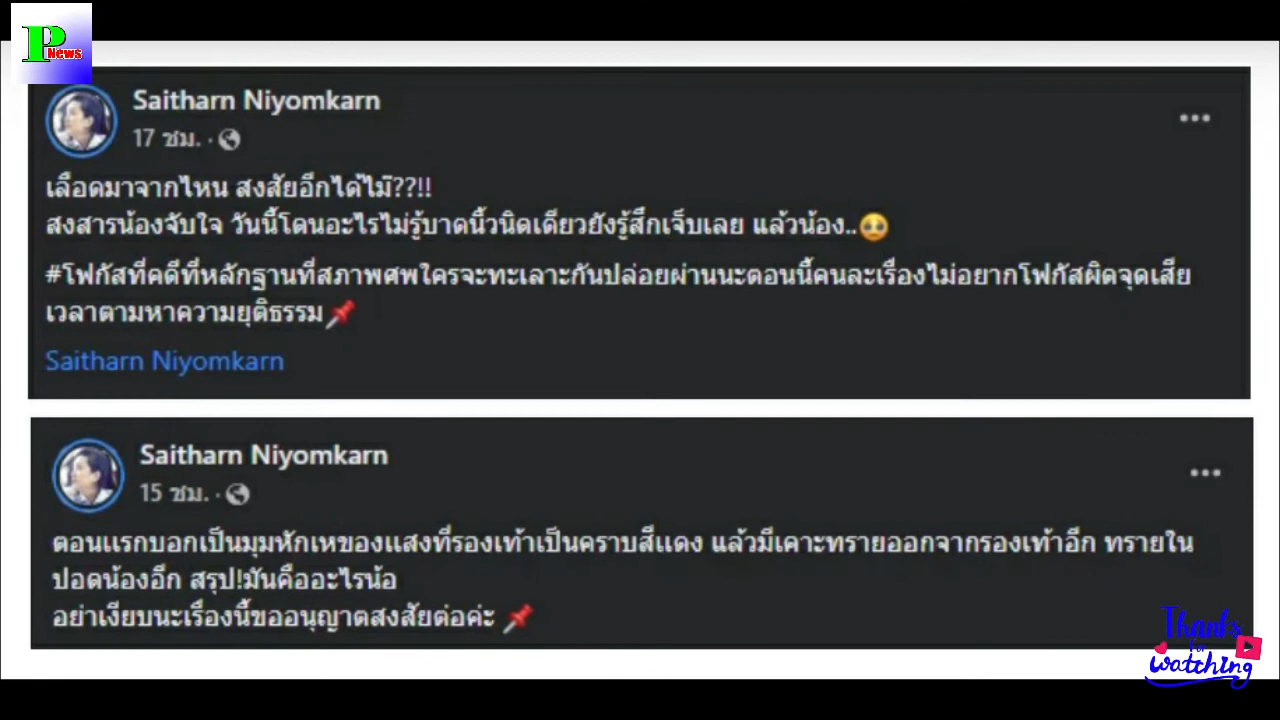 P News
Saitharn Niyomkarn
17 ชม. ·
เลือดมาจากไหน สงสัยอีกได้ไม๊??!!
สงสารน้องจับใจ วันนี้โดนอะไรไม่รู้บาดนิ้วนิดเดียวยังรู้สึกเจ็บเลย แล้วน้อง..🥺
#โฟกัสที่คดีที่หลักฐานที่สภาพศพใครจะทะเลาะกันปล่อยผ่านนะตอนนี้คนละเรื่องไม่อยากโฟกัสผิดจุดเสีย
เวลาตามหาความยุติธรรม📌
Saitharn Niyomkarn
Saitharn Niyomkarn
15 ชม. ·
ตอนแรกบอกเป็นมุมหักเหของแสงที่รองเท้าเป็นคราบสีแดง แล้วมีเคาะทรายออกจากรองเท้าอีก ทรายใน
ปอดน้องอีก สรุป!มันคืออะไรน้อ
อย่าเงียบนะเรื่องนี้ขออนุญาตสงสัยต่อค่ะ 📌
Thanks
for
watching